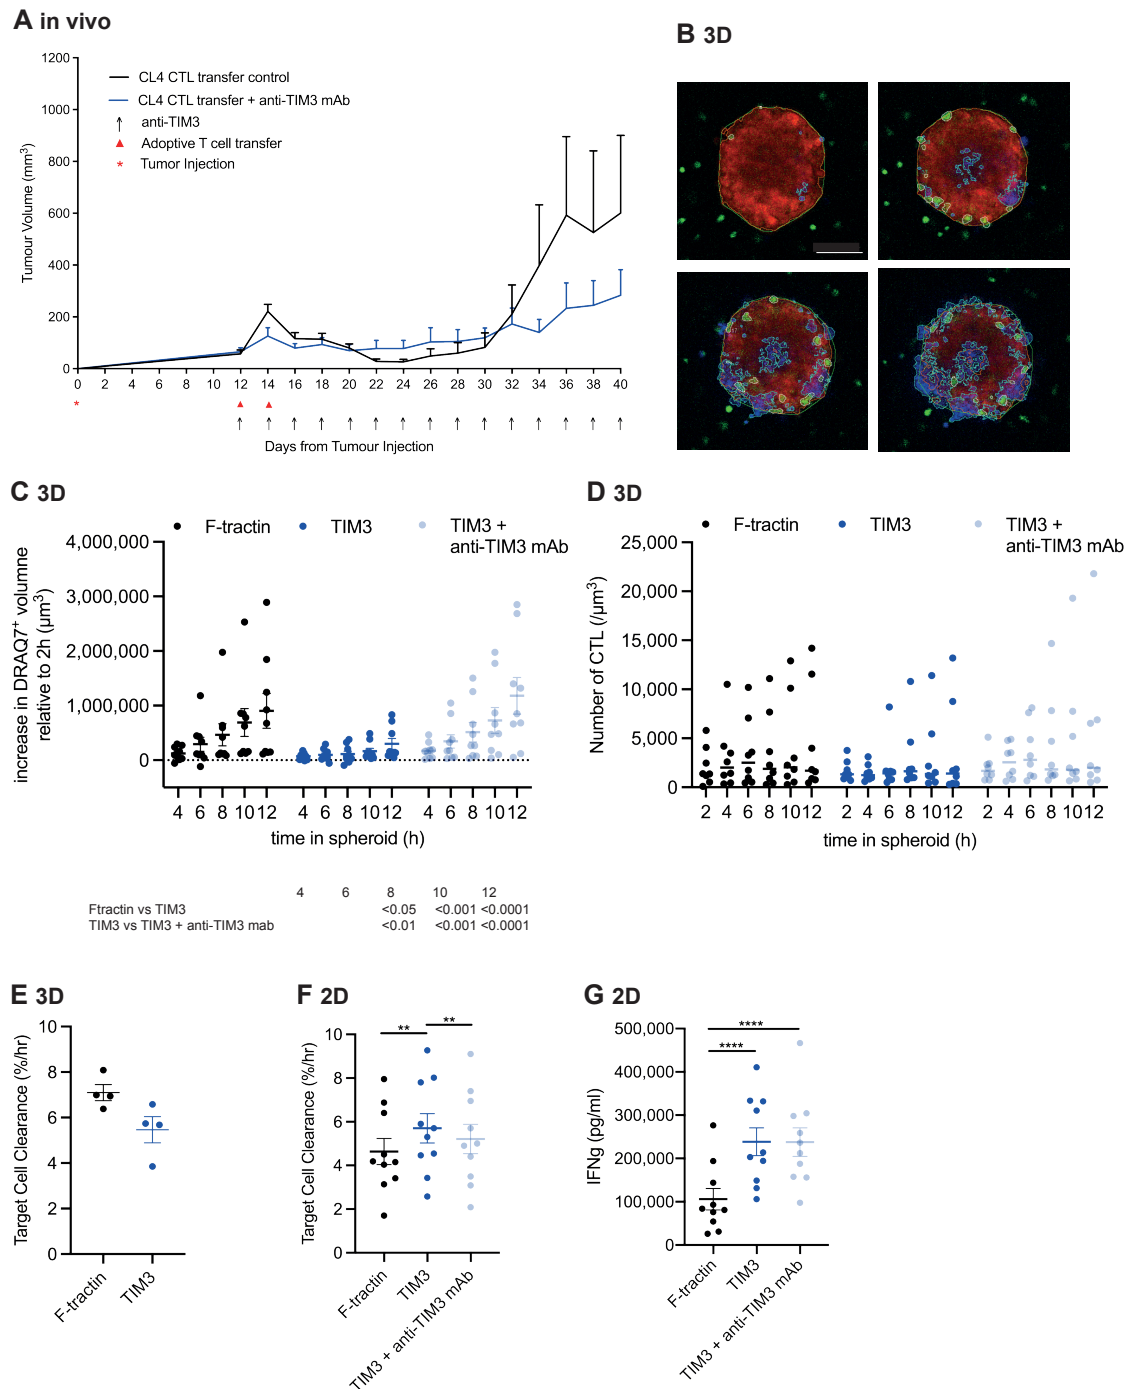 A in vivo
1200
1000
800
600
400
200
0
Tumour Volume (mm³)
CL4 CTL transfer control
CL4 CTL transfer + anti-TIM3 mAb
anti-TIM3
Adoptive T cell transfer
* Tumor Injection
0 2 4 6 8 10 12 14 16 18 20 22 24 26 28 30 32 34 36 38 40
*
Days from Tumour Injection
B 3D
C 3D
F-tractin TIM3 TIM3 +
anti-TIM3 mAb
4,000,000
3,000,000
2,000,000
1,000,000
0
increase in DRAQ7⁺ volumne
relative to 2h (µm³)
4 6 8 10 12 4 6 8 10 12 4 6 8 10 12
time in spheroid (h)
4 6 8 10 12
Ftractin vs TIM3 <0.05 <0.001 <0.0001
TIM3 vs TIM3 + anti-TIM3 mab <0.01 <0.001 <0.0001
D 3D
F-tractin TIM3 TIM3 +
anti-TIM3 mAb
25,000
20,000
15,000
10,000
5,000
0
Number of CTL (/µm³)
2 4 6 8 10 12 2 4 6 8 10 12 2 4 6 8 10 12
time in spheroid (h)
E 3D
10
8
6
4
2
0
Target Cell Clearance (%/hr)
F-tractin
TIM3
F 2D
** **
10
8
6
4
2
0
Target Cell Clearance (%/hr)
F-tractin
TIM3
TIM3 + anti-TIM3 mAb
G 2D
****
****
500,000
400,000
300,000
200,000
100,000
0
IFNg (pg/ml)
F-tractin
TIM3
TIM3 + anti-TIM3 mAb